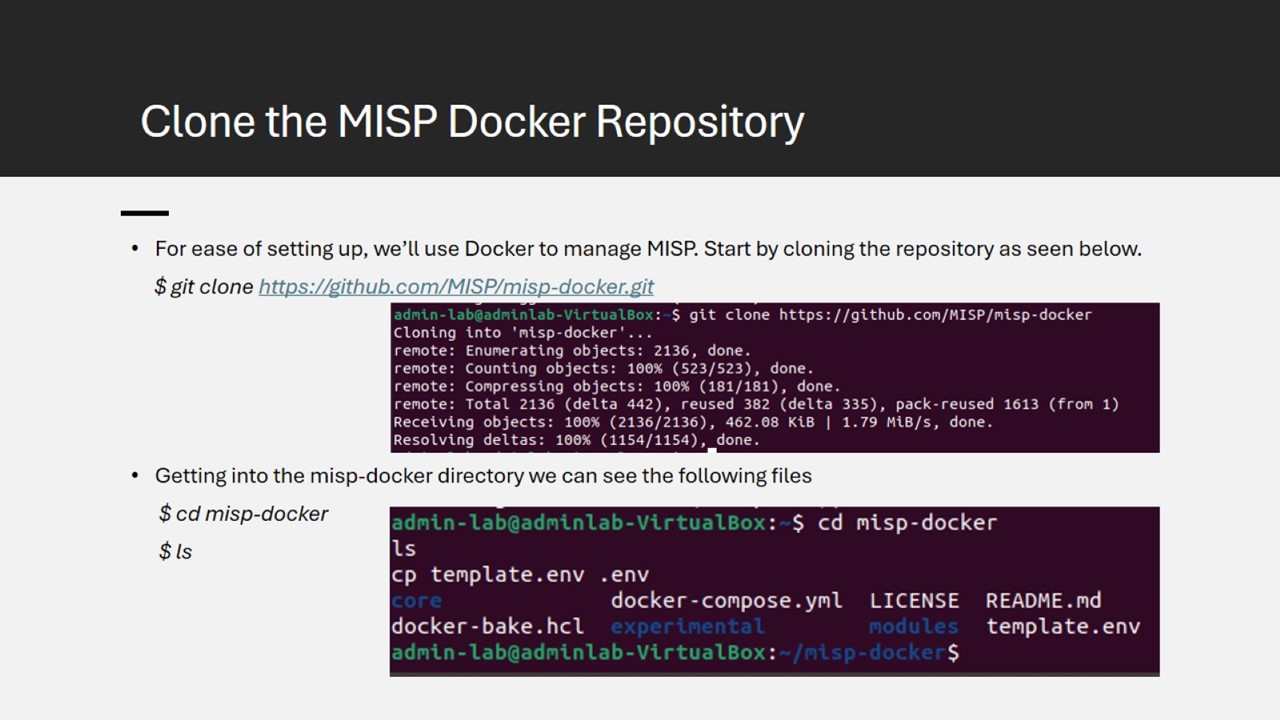 Clone the MISP Docker Repository
• For ease of setting up, we’ll use Docker to manage MISP. Start by cloning the repository as seen below.
$ git clone https://github.com/MISP/misp-docker.git
admin-lab@adminlab-VirtualBox:~$ git clone https://github.com/MISP/misp-docker
Cloning into 'misp-docker'...
remote: Enumerating objects: 2136, done.
remote: Counting objects: 100% (523/523), done.
remote: Compressing objects: 100% (181/181), done.
remote: Total 2136 (delta 442), reused 382 (delta 335), pack-reused 1613 (from 1)
Receiving objects: 100% (2136/2136), 462.08 KiB | 1.79 MiB/s, done.
Resolving deltas: 100% (1154/1154), done.
• Getting into the misp-docker directory we can see the following files
$ cd misp-docker
$ ls
admin-lab@adminlab-VirtualBox:~$ cd misp-docker
ls
cp template.env .env
core docker-compose.yml LICENSE README.md
docker-bake.hcl experimental modules template.env
admin-lab@adminlab-VirtualBox:~/misp-docker$